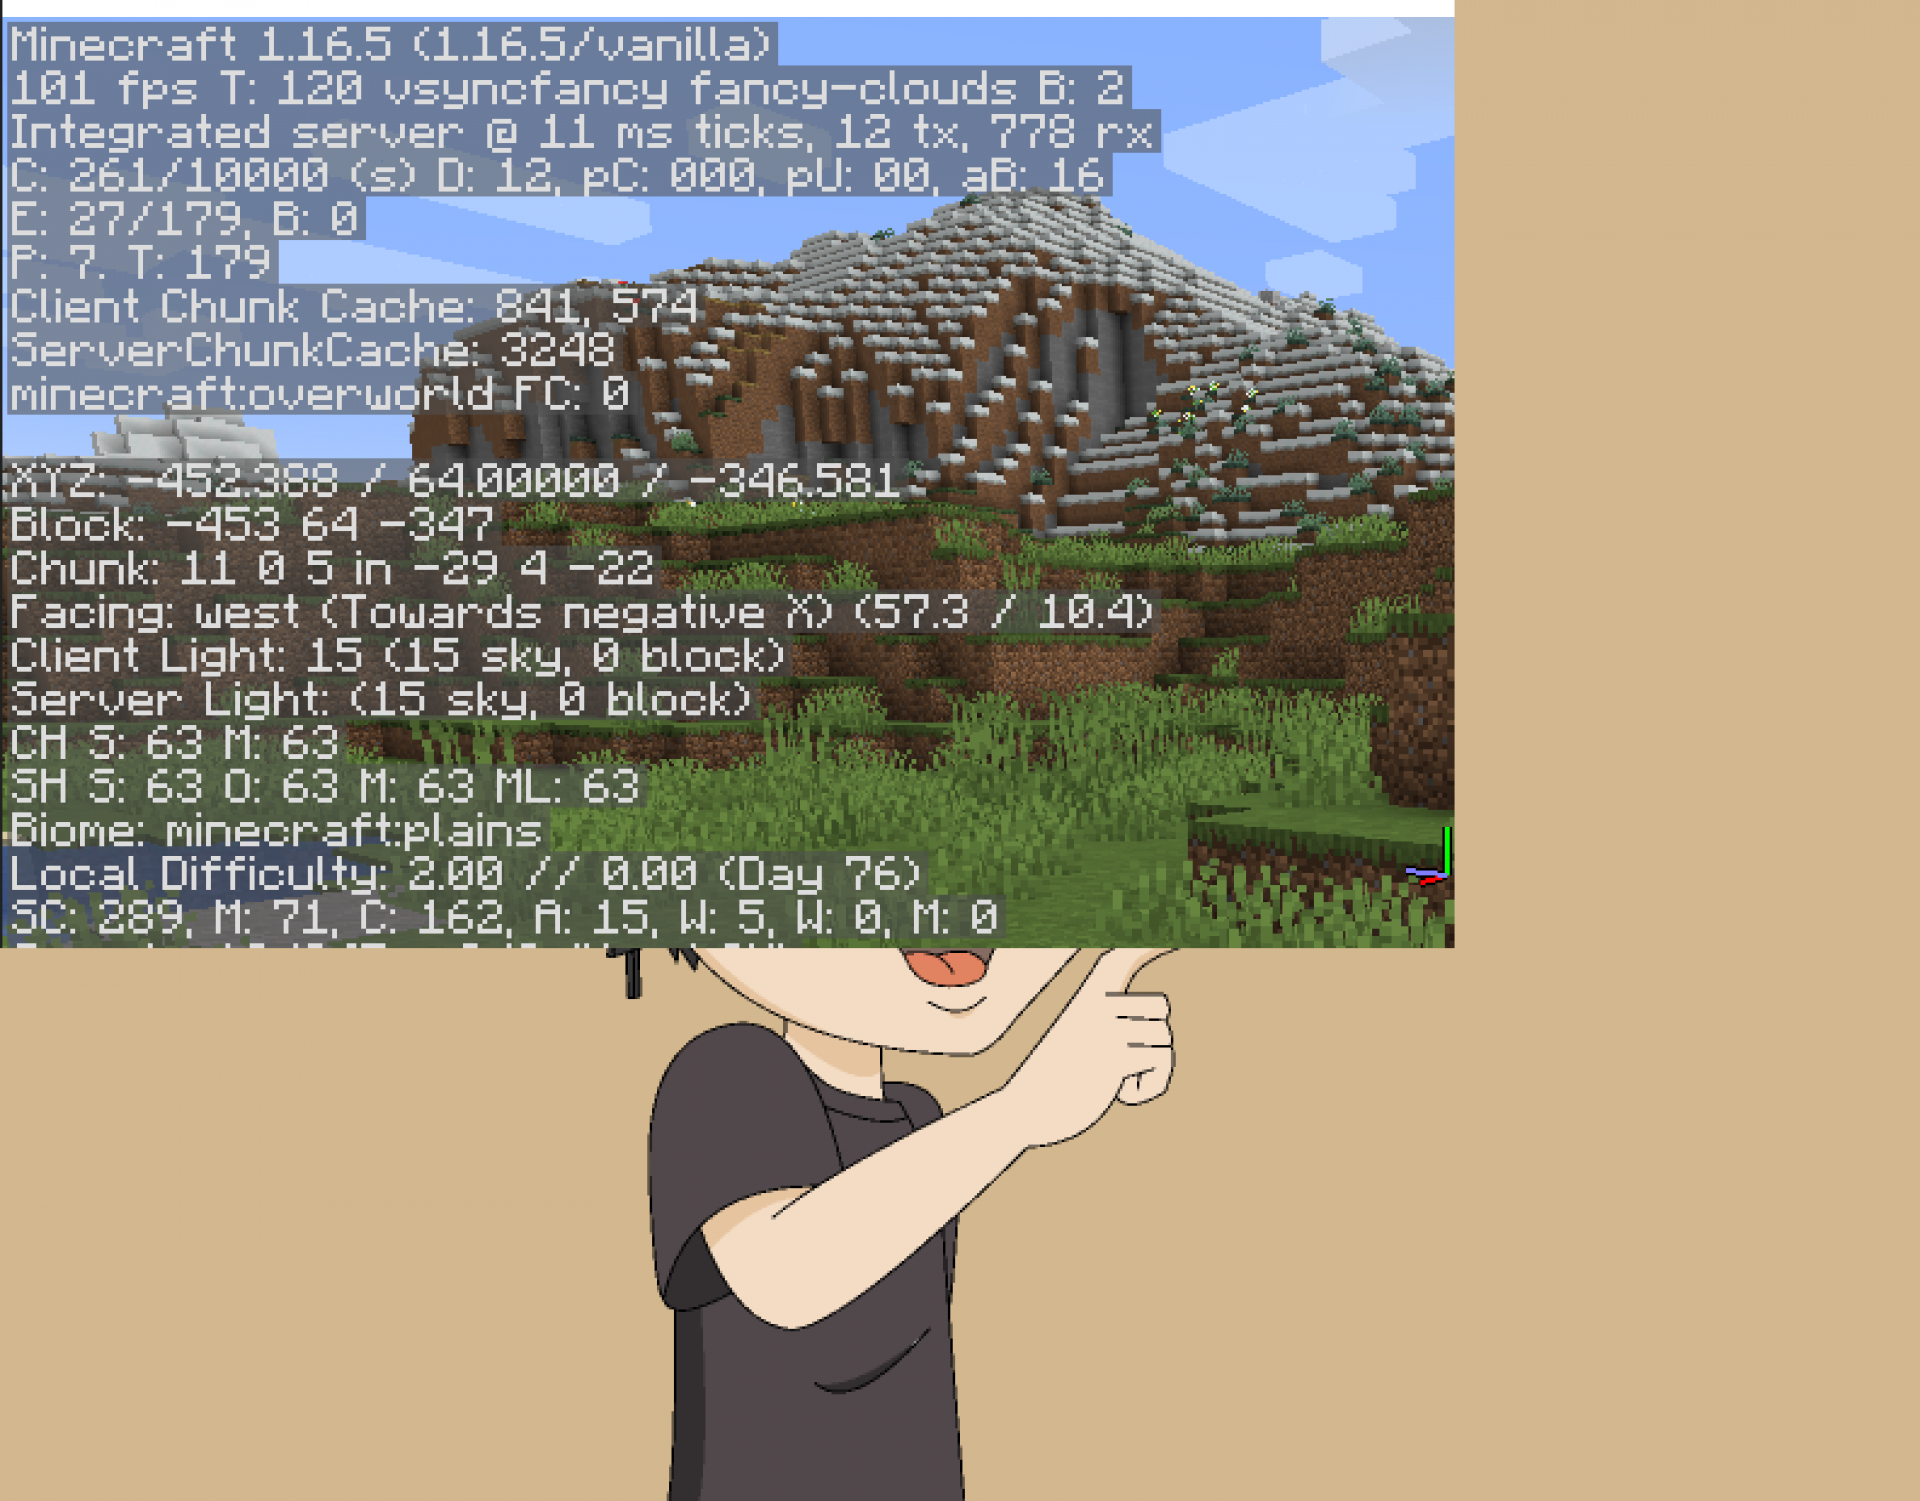 Minecraft 1.16.5 (1.16.5/vanilla)
101 fps T: 120 vsyncfancy fancy-clouds B: 2
Integrated server @ 11 ms ticks, 12 tx, 778 rx
C: 261/10000 (s) D: 12, pC: 000, pU: 00, aB: 16
E: 27/179, B: 0
P: 7. T: 179
Client Chunk Cache: 841, 574
ServerChunkCache: 3248
minecraft:overworld FC: 0
XYZ: -452.388 / 64.00000 / -346.581
Block: -453 64 -347
Chunk: 11 0 5 in -29 4 -22
Facing: west (Towards negative X) (57.3 / 10.4)
Client Light: 15 (15 sky, 0 block)
Server Light: (15 sky, 0 block)
CH S: 63 M: 63
SH S: 63 O: 63 M: 63 ML: 63
Biome: minecraft:plains
Local Difficulty: 2.00 // 0.00 (Day 76)
SC: 289, M: 71, C: 162, A: 15, W: 5, W: 0, M: 0